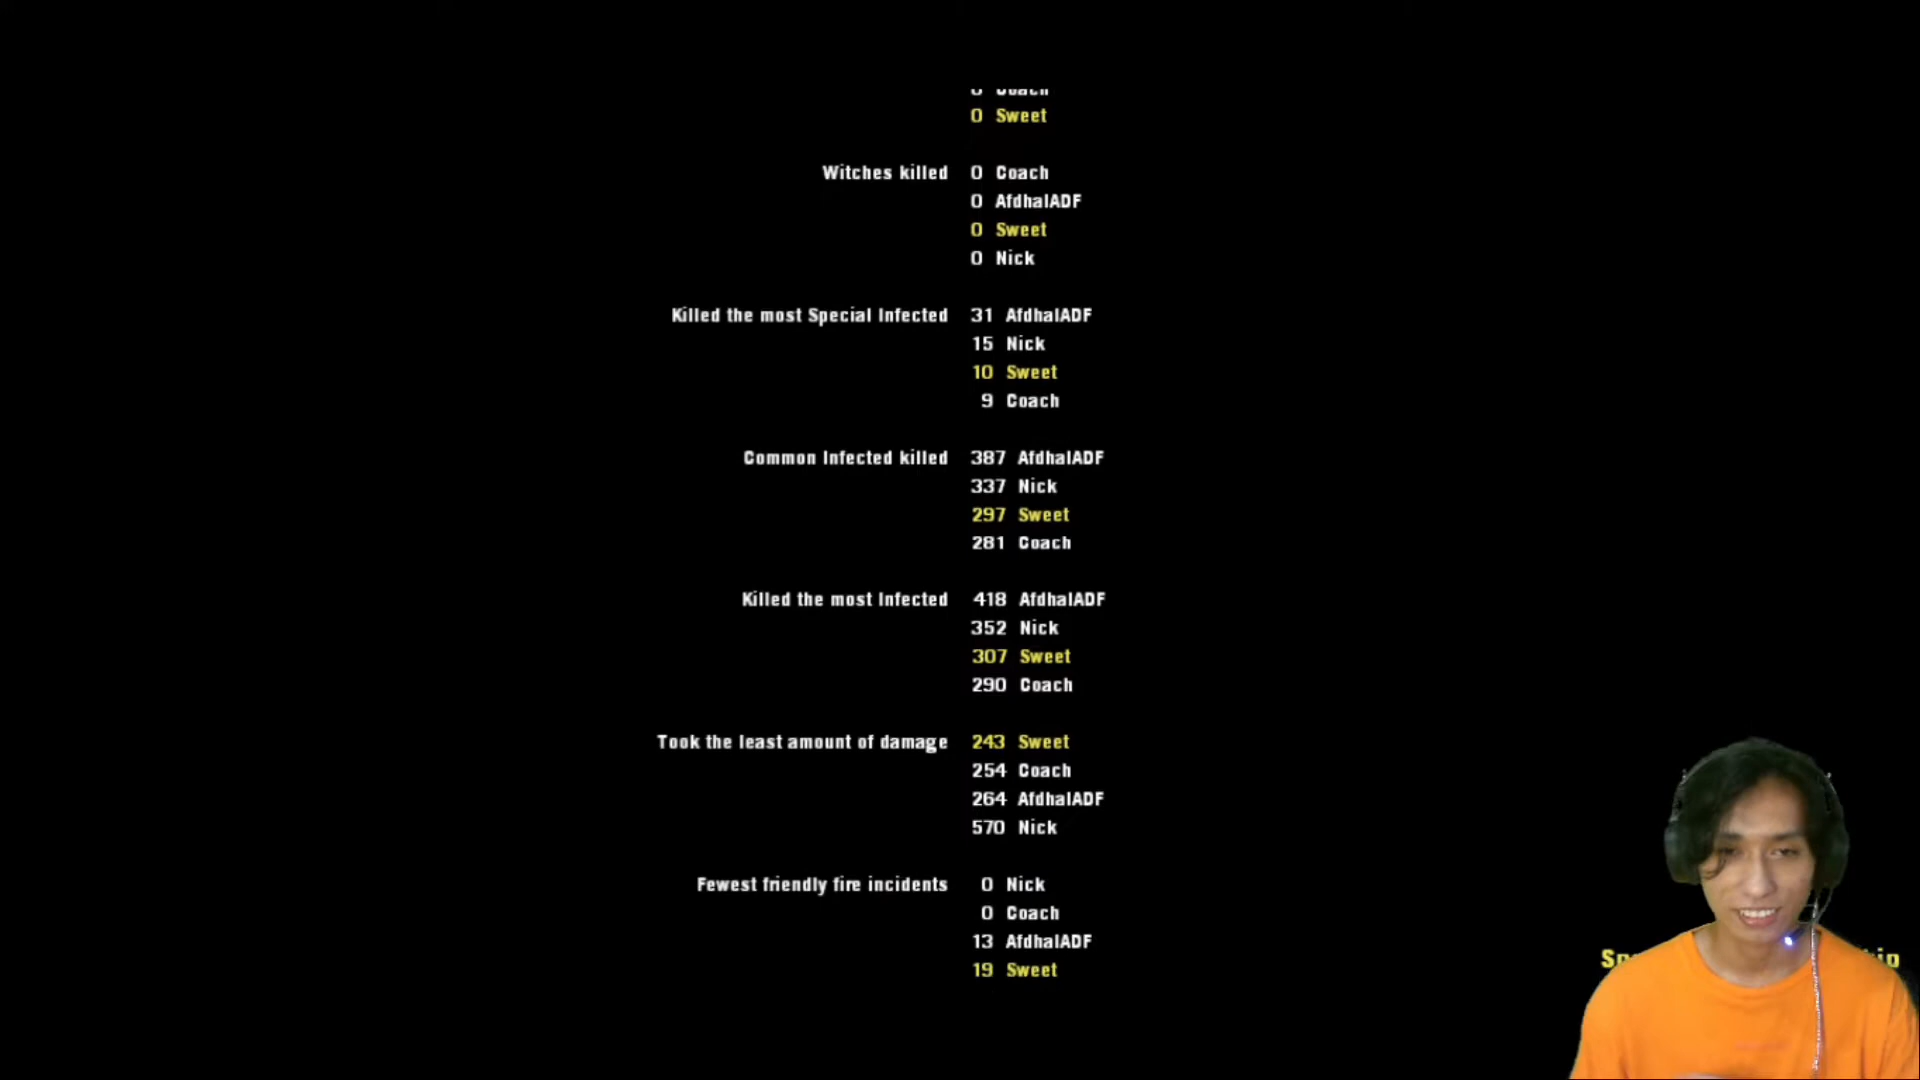 0 Coach
0 Sweet
Witches killed 0 Coach
0 AfdhalADF
0 Sweet
0 Nick
Killed the most Special Infected 31 AfdhalADF
15 Nick
10 Sweet
9 Coach
Common Infected killed 387 AfdhalADF
337 Nick
297 Sweet
281 Coach
Killed the most Infected 418 AfdhalADF
352 Nick
307 Sweet
290 Coach
Took the least amount of damage 243 Sweet
254 Coach
264 AfdhalADF
570 Nick
Fewest friendly fire incidents 0 Nick
0 Coach
13 AfdhalADF
19 Sweet